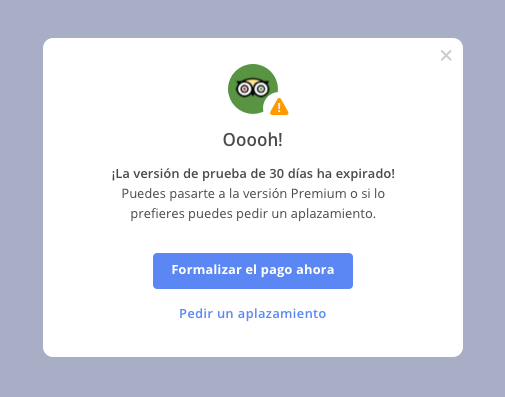 Ooooh!
¡La versión de prueba de 30 días ha expirado!
Puedes pasarte a la versión Premium o si lo
prefieres puedes pedir un aplazamiento.
Formalizar el pago ahora
Pedir un aplazamiento